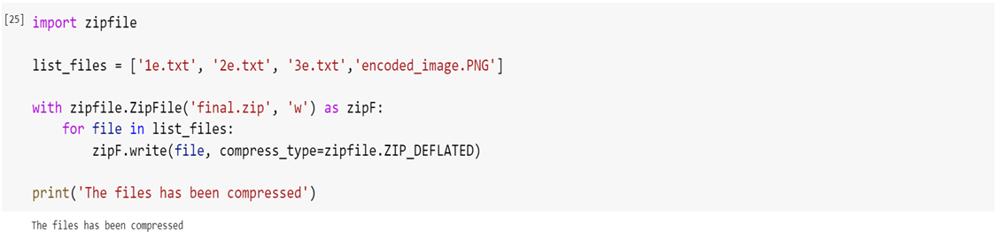 [25] import zipfile
list_files = ['1e.txt', '2e.txt', '3e.txt','encoded_image.PNG']
with zipfile.ZipFile('final.zip', 'w') as zipF:
    for file in list_files:
        zipF.write(file, compress_type=zipfile.ZIP_DEFLATED)
print('The files has been compressed')
The files has been compressed